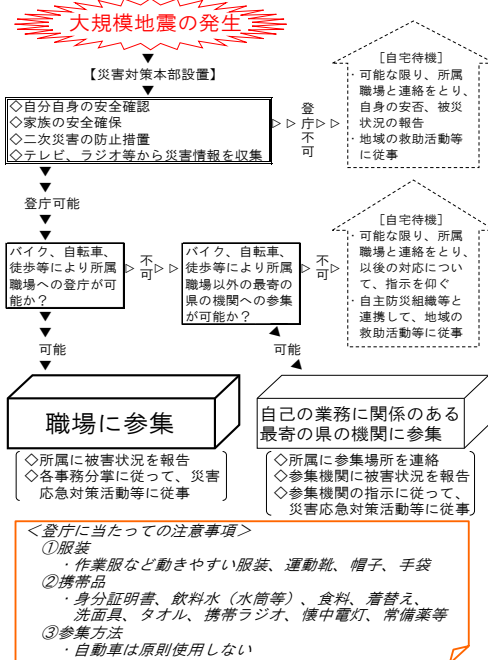 大規模地震の発生
▼
【災害対策本部設置】
▼
◇自分自身の安全確認
◇家族の安全確保
◇二次災害の防止措置
◇テレビ、ラジオ等から災害情報を収集
▷▷登庁不可▷▷
［自宅待機］
・可能な限り、所属
職場と連絡をとり、
自身の安否、被災
状況の報告
・地域の救助活動等
に従事
▼
▼
登庁可能
▼
▼
バイク、自転車、
徒歩等により所属
職場への登庁が可
能か？
▷不可▷▷
バイク、自転車、
徒歩等により所属
職場以外の最寄の
県の機関への参集
が可能か？
▷不可▷
［自宅待機］
・可能な限り、所属
職場と連絡をとり、
以後の対応につい
て、指示を仰ぐ
・自主防災組織等と
連携して、地域の
救助活動等に従事
▼
可能
▼
職場に参集
◇所属に被害状況を報告
◇各事務分掌に従って、災害
応急対策活動等に従事
▲
可能
▲
自己の業務に関係のある
最寄の県の機関に参集
◇所属に参集場所を連絡
◇参集機関に被害状況を報告
◇参集機関の指示に従って、
災害応急対策活動等に従事
＜登庁に当たっての注意事項＞
①服装
・作業服など動きやすい服装、運動靴、帽子、手袋
②携帯品
・身分証明書、飲料水（水筒等）、食料、着替え、
洗面具、タオル、携帯ラジオ、懐中電灯、常備薬等
③参集方法
・自動車は原則使用しない